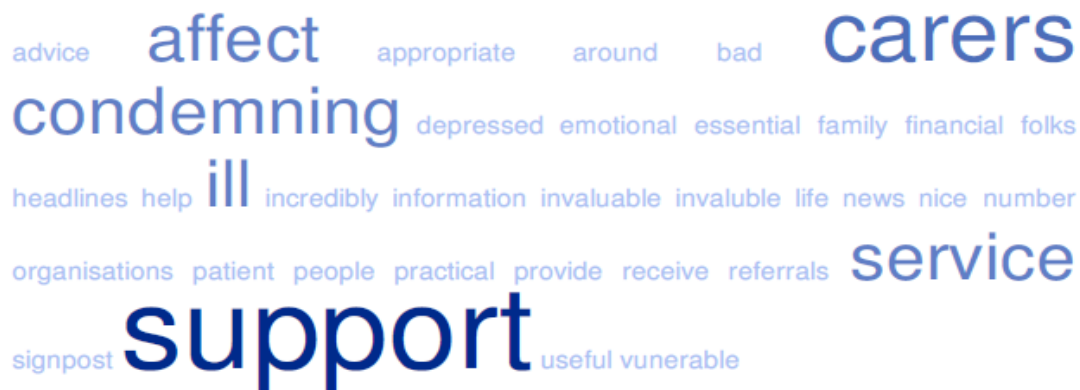 advice affect appropriate around bad carers
condemning depressed emotional essential family financial folks
headlines help ill incredibly information invaluable invaluble life news nice number
organisations patient people practical provide receive referrals service
signpost support useful vunerable